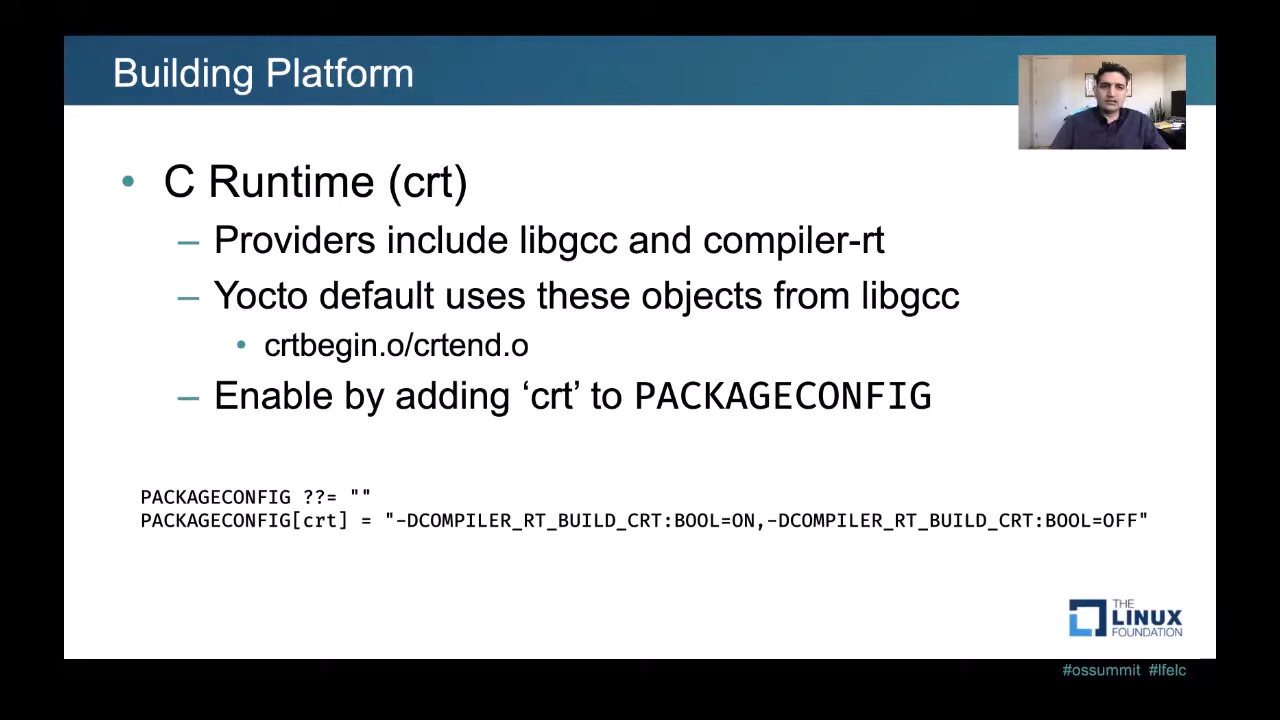 Building Platform
• C Runtime (crt)
– Providers include libgcc and compiler-rt
– Yocto default uses these objects from libgcc
• crtbegin.o/crtend.o
– Enable by adding ‘crt’ to PACKAGECONFIG
PACKAGECONFIG ??= ""
PACKAGECONFIG[crt] = "-DCOMPILER_RT_BUILD_CRT:BOOL=ON,-DCOMPILER_RT_BUILD_CRT:BOOL=OFF"
THE
LINUX
FOUNDATION
#ossummit #lfelc